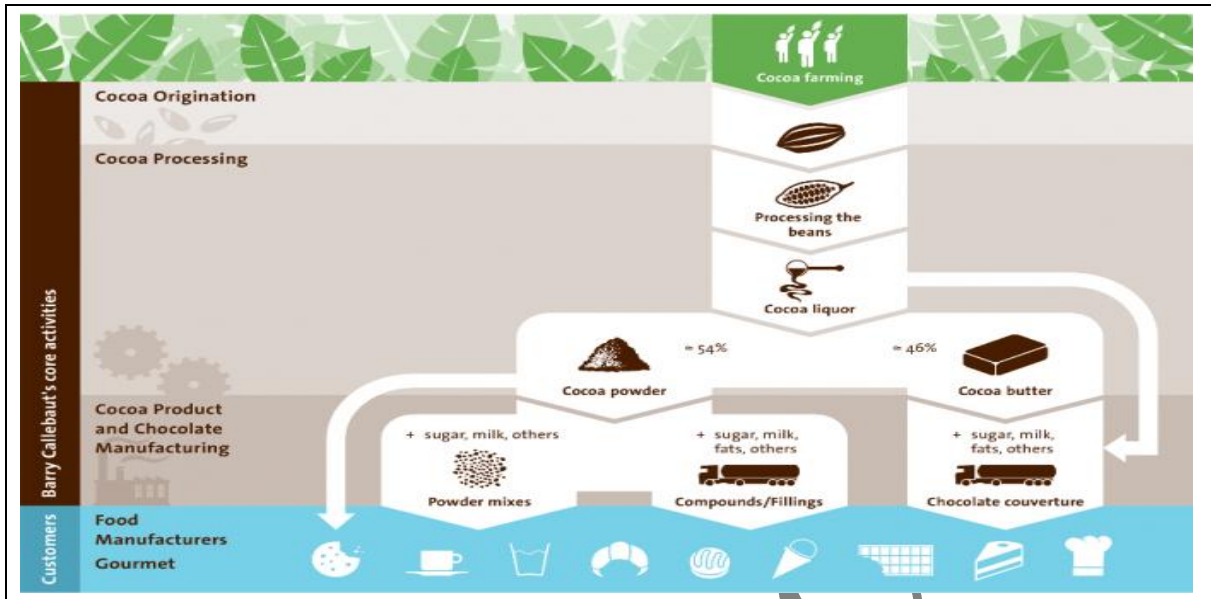 Cocoa farming
Cocoa Origination
Cocoa Processing
Processing the
beans
Cocoa liquor
≈ 54%
≈ 46%
Cocoa powder
Cocoa butter
Cocoa Product
and Chocolate
Manufacturing
+ sugar, milk, others
+ sugar, milk,
fats, others
+ sugar, milk,
fats, others
Powder mixes
Compounds/Fillings
Chocolate couverture
Barry Callebaut's core activities
Customers
Food
Manufacturers
Gourmet